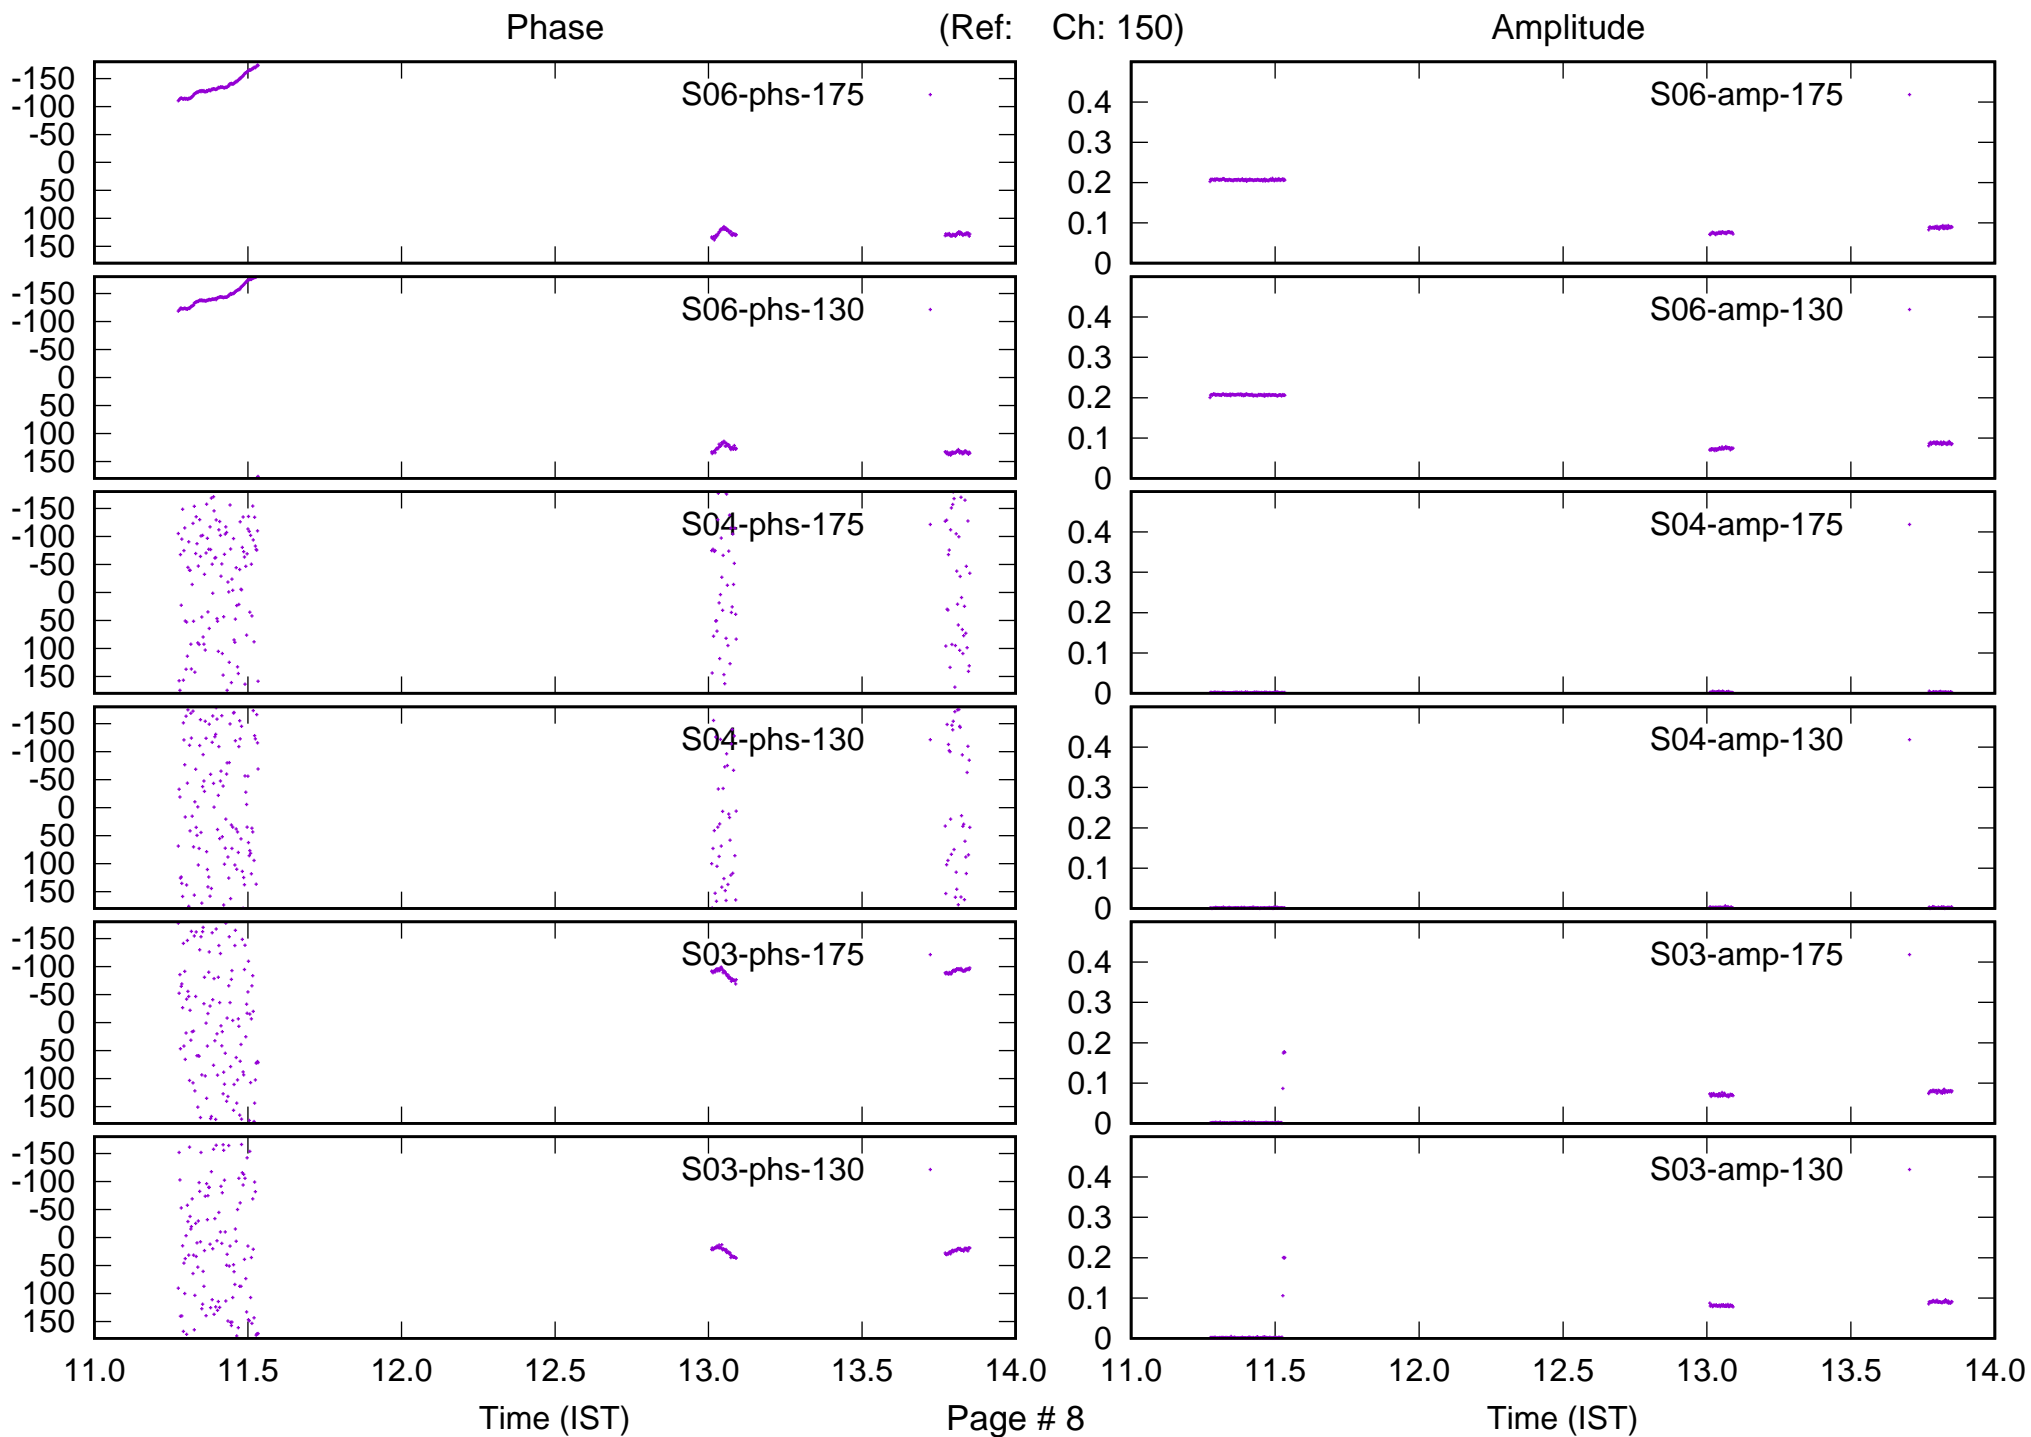 Phase (Ref: Ch: 150) Amplitude
-150 -100 -50 0 50 100 150 S06-phs-175
0.4 0.3 0.2 0.1 0 S06-amp-175
-150 -100 -50 0 50 100 150 S06-phs-130
0.4 0.3 0.2 0.1 0 S06-amp-130
-150 -100 -50 0 50 100 150 S04-phs-175
0.4 0.3 0.2 0.1 0 S04-amp-175
-150 -100 -50 0 50 100 150 S04-phs-130
0.4 0.3 0.2 0.1 0 S04-amp-130
-150 -100 -50 0 50 100 150 S03-phs-175
0.4 0.3 0.2 0.1 0 S03-amp-175
-150 -100 -50 0 50 100 150 S03-phs-130
0.4 0.3 0.2 0.1 0 S03-amp-130
11.0 11.5 12.0 12.5 13.0 13.5 14.0 11.0 11.5 12.0 12.5 13.0 13.5 14.0
Time (IST) Page # 8 Time (IST)